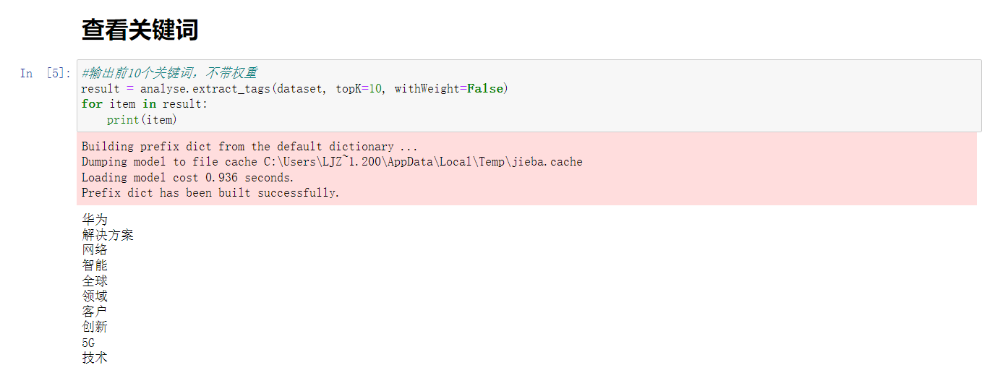 查看关键词
In [5]:
#输出前10个关键词，不带权重
result = analyse.extract_tags(dataset, topK=10, withWeight=False)
for item in result:
    print(item)
Building prefix dict from the default dictionary ...
Dumping model to file cache C:\Users\LJZ~1.200\AppData\Local\Temp\jieba.cache
Loading model cost 0.936 seconds.
Prefix dict has been built successfully.
华为
解决方案
网络
智能
全球
领域
客户
创新
5G
技术